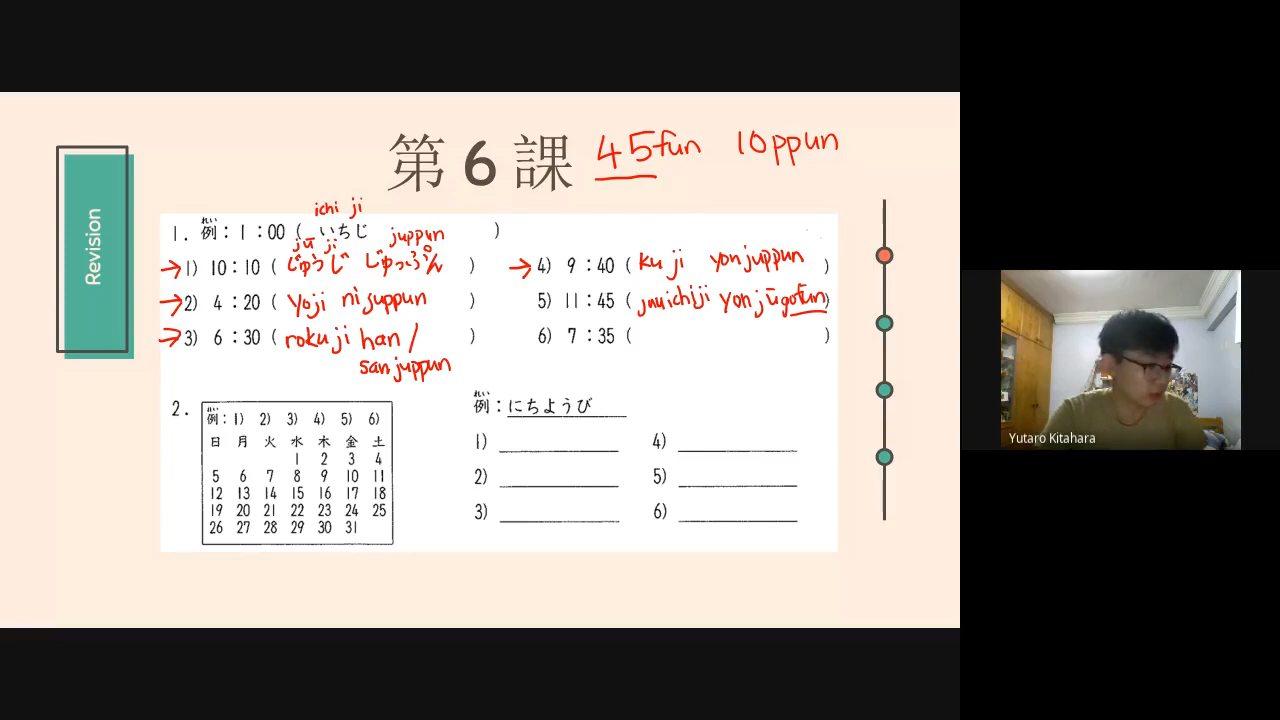 Revision
第 6 課 45fun 10ppun
ichi ji
れい
1. 例：1：00 ( いちじ )
jū ji juppun
→ 1) 10：10 ( じゅうじ じゅっぷん )
→ 2) 4：20 ( Yoji nijuppun )
→ 3) 6：30 ( rokuji han / sanjuppun )
→ 4) 9：40 ( ku ji yonjuppun )
5) 11：45 ( yonjūgofun )
6) 7：35 ( )
2.
れい
例：1) 2) 3) 4) 5) 6)
日 月 火 水 木 金 土
1 2 3 4
5 6 7 8 9 10 11
12 13 14 15 16 17 18
19 20 21 22 23 24 25
26 27 28 29 30 31
れい
例：にちようび
1)
2)
3)
4)
5)
6)
Yutaro Kitahara